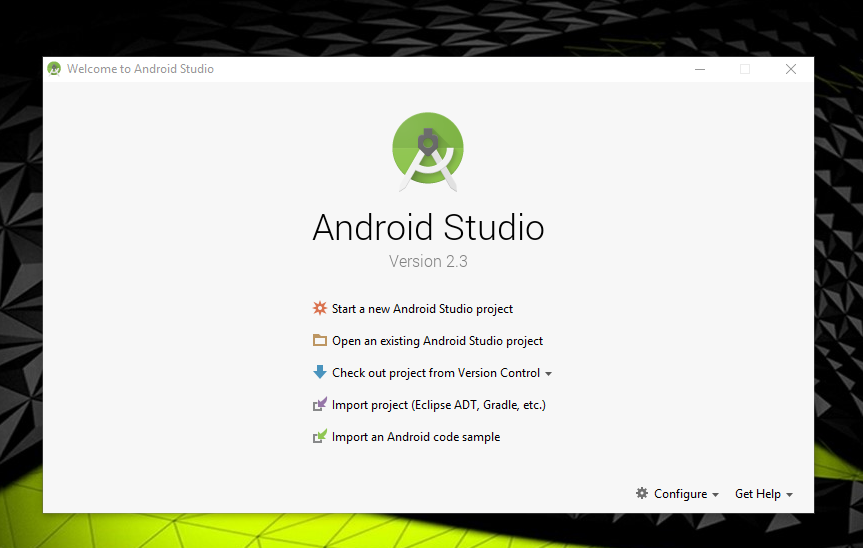 Welcome to Android Studio
Android Studio
Version 2.3
Start a new Android Studio project
Open an existing Android Studio project
Check out project from Version Control
Import project (Eclipse ADT, Gradle, etc.)
Import an Android code sample
Configure Get Help